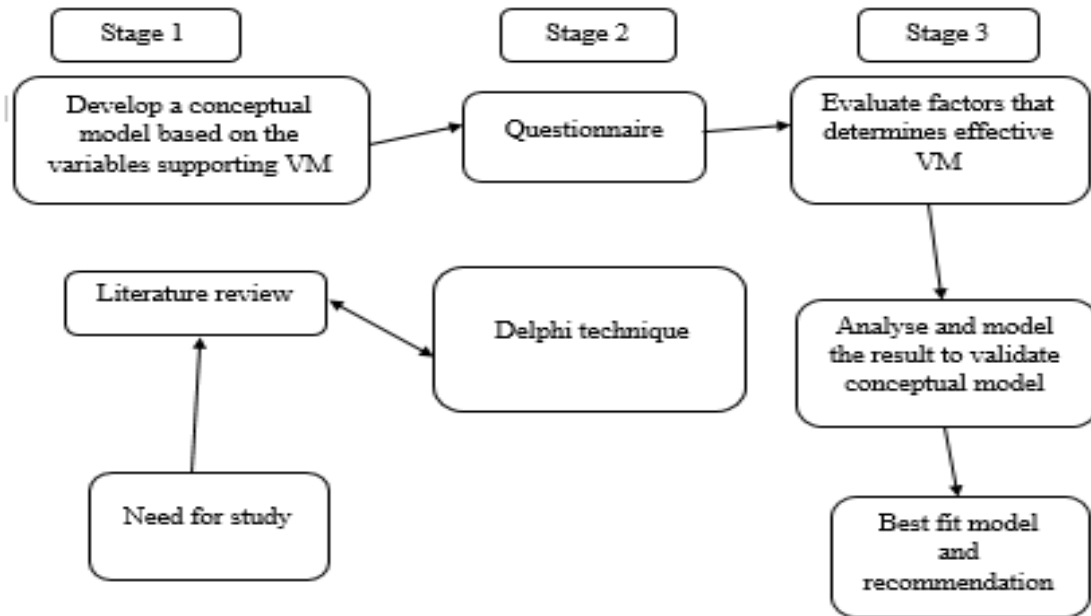 Stage 1
Stage 2
Stage 3
Develop a conceptual
model based on the
variables supporting VM
Questionnaire
Evaluate factors that
determines effective
VM
Literature review
Delphi technique
Analyse and model
the result to validate
conceptual model
Need for study
Best fit model
and
recommendation